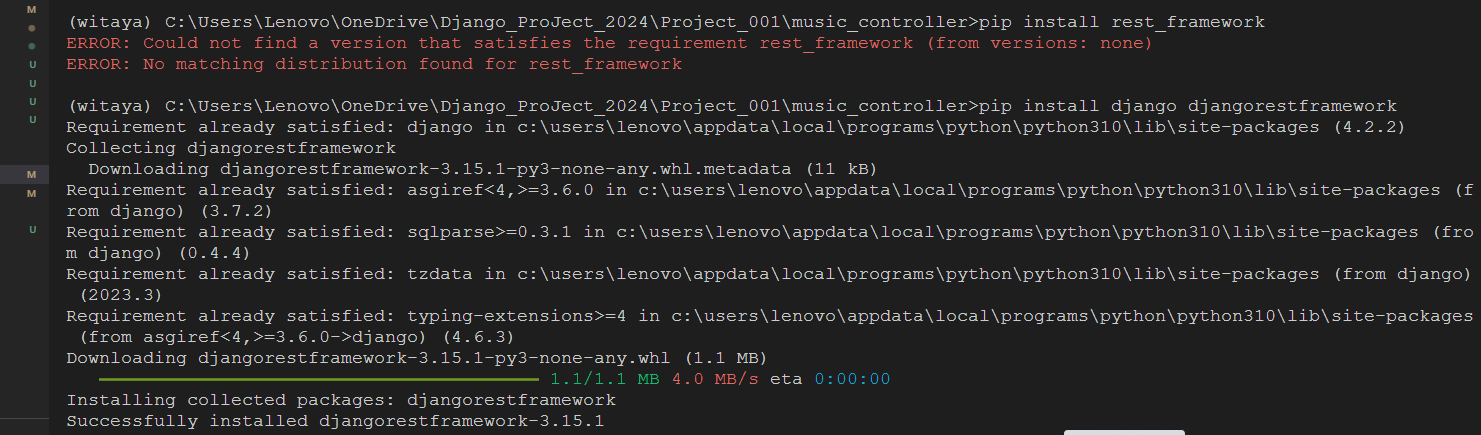 M
(witaya) C:\Users\Lenovo\OneDrive\Django_ProJect_2024\Project_001\music_controller>pip install rest_framework
ERROR: Could not find a version that satisfies the requirement rest_framework (from versions: none)
U ERROR: No matching distribution found for rest_framework
U
U (witaya) C:\Users\Lenovo\OneDrive\Django_ProJect_2024\Project_001\music_controller>pip install django djangorestframework
U Requirement already satisfied: django in c:\users\lenovo\appdata\local\programs\python\python310\lib\site-packages (4.2.2)
Collecting djangorestframework
M   Downloading djangorestframework-3.15.1-py3-none-any.whl.metadata (11 kB)
M Requirement already satisfied: asgiref<4,>=3.6.0 in c:\users\lenovo\appdata\local\programs\python\python310\lib\site-packages (f
rom django) (3.7.2)
U Requirement already satisfied: sqlparse>=0.3.1 in c:\users\lenovo\appdata\local\programs\python\python310\lib\site-packages (fro
m django) (0.4.4)
Requirement already satisfied: tzdata in c:\users\lenovo\appdata\local\programs\python\python310\lib\site-packages (from django)
 (2023.3)
Requirement already satisfied: typing-extensions>=4 in c:\users\lenovo\appdata\local\programs\python\python310\lib\site-packages
 (from asgiref<4,>=3.6.0->django) (4.6.3)
Downloading djangorestframework-3.15.1-py3-none-any.whl (1.1 MB)
1.1/1.1 MB 4.0 MB/s eta 0:00:00
Installing collected packages: djangorestframework
Successfully installed djangorestframework-3.15.1